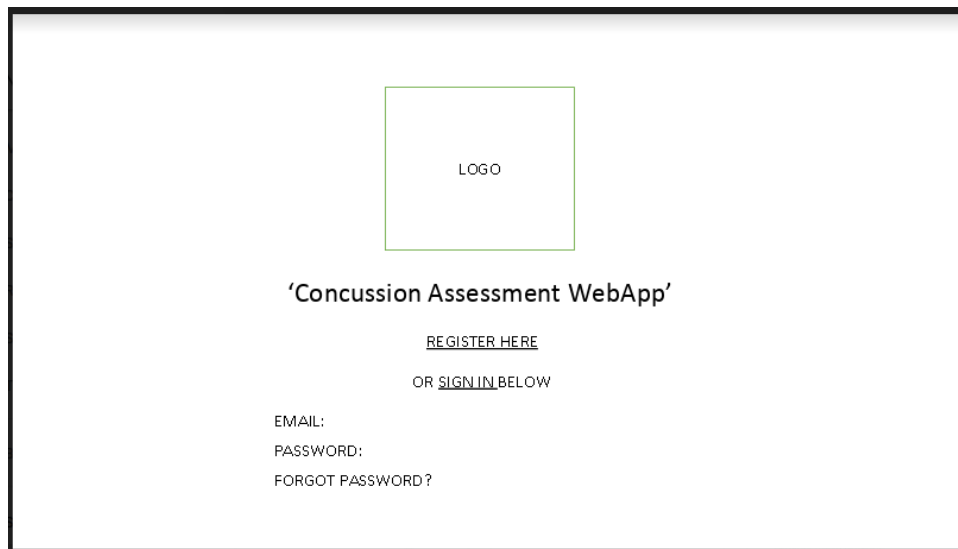 LOGO
‘Concussion Assessment WebApp’
REGISTER HERE
OR SIGN IN BELOW
EMAIL:
PASSWORD:
FORGOT PASSWORD?